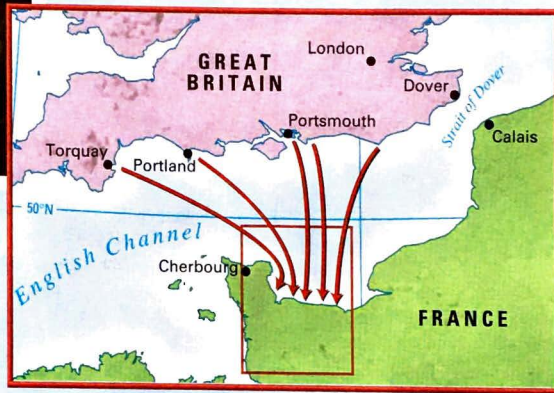 London
GREAT
BRITAIN
Dover
Strait of Dover
Portsmouth
Calais
Torquay
Portland
50°N
English Channel
Cherbourg
FRANCE